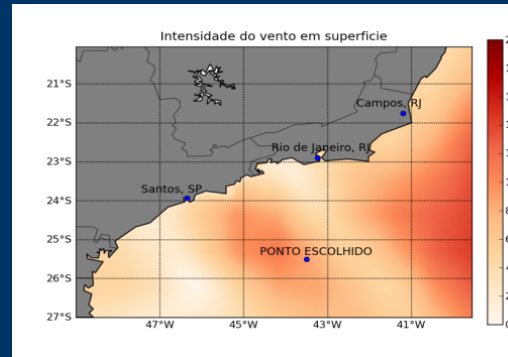 Intensidade do vento em superficie
21°S
22°S
23°S
24°S
25°S
26°S
27°S
47°W
45°W
43°W
41°W
Campos, RJ
Rio de Janeiro, RJ
Santos, SP
PONTO ESCOLHIDO